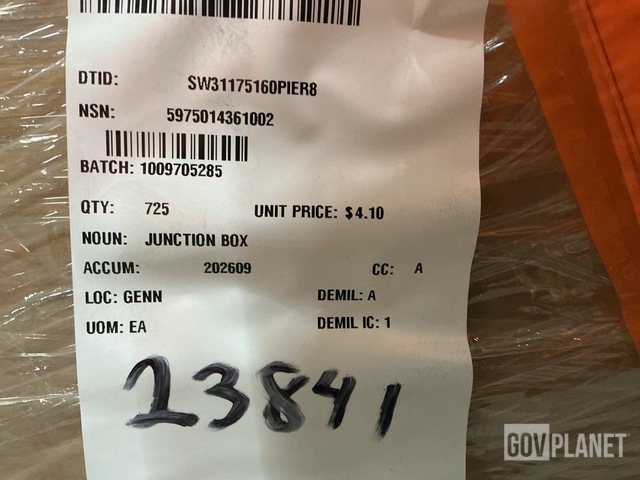 DTID: SW31175160PIER8
NSN: 5975014361002
BATCH: 1009705285
QTY: 725 UNIT PRICE: $4.10
NOUN: JUNCTION BOX
ACCUM: 202609 CC: A
LOC: GENN DEMIL: A
UOM: EA DEMIL IC: 1
23841
GOVPLANET